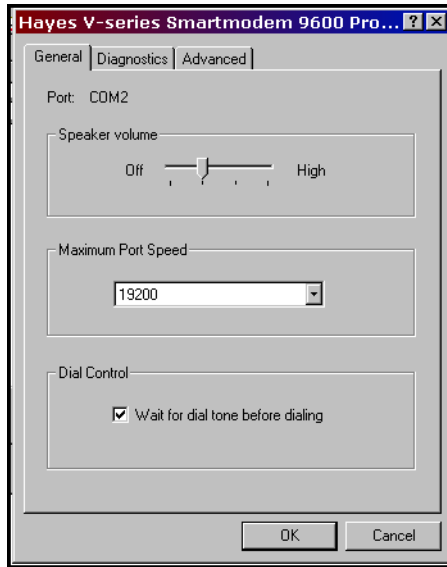 Hayes V-series Smartmodem 9600 Pro...
General Diagnostics Advanced
Port: COM2
Speaker volume
Off High
Maximum Port Speed
19200
Dial Control
Wait for dial tone before dialing
OK Cancel